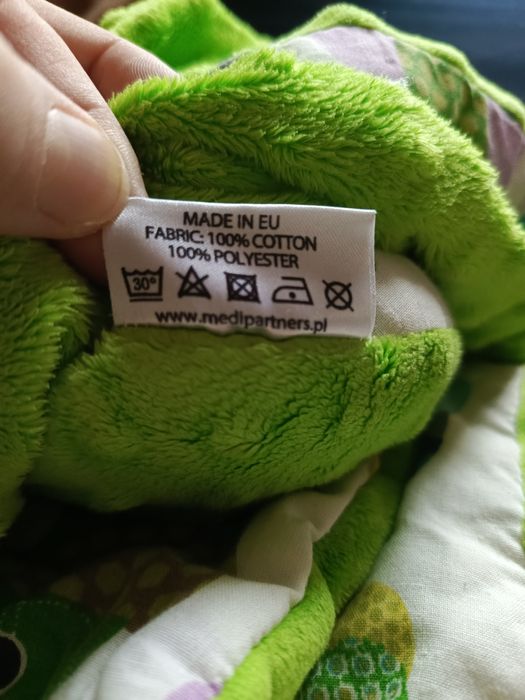 MADE IN EU
FABRIC: 100% COTTON
100% POLYESTER
30°
www.medipartners.pl